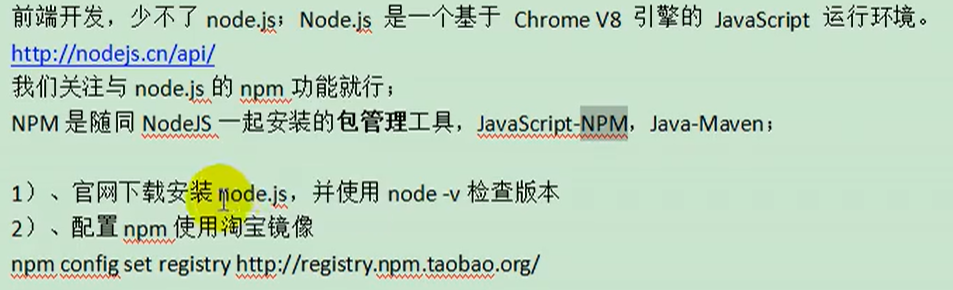 前端开发，少不了 node.js；Node.js 是一个基于 Chrome V8 引擎的 JavaScript 运行环境。
http://nodejs.cn/api/
我们关注与 node.js 的 npm 功能就行；
NPM 是随同 NodeJS 一起安装的包管理工具，JavaScript-NPM，Java-Maven；
1）、官网下载安装 node.js，并使用 node -v 检查版本
2）、配置 npm 使用淘宝镜像
npm config set registry http://registry.npm.taobao.org/